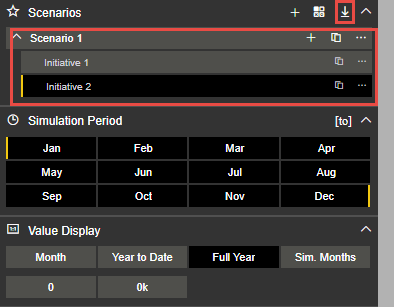 Scenarios
Scenario 1
Initiative 1
Initiative 2
Simulation Period [to]
Jan Feb Mar Apr
May Jun Jul Aug
Sep Oct Nov Dec
Value Display
Month Year to Date Full Year Sim. Months
0 0k